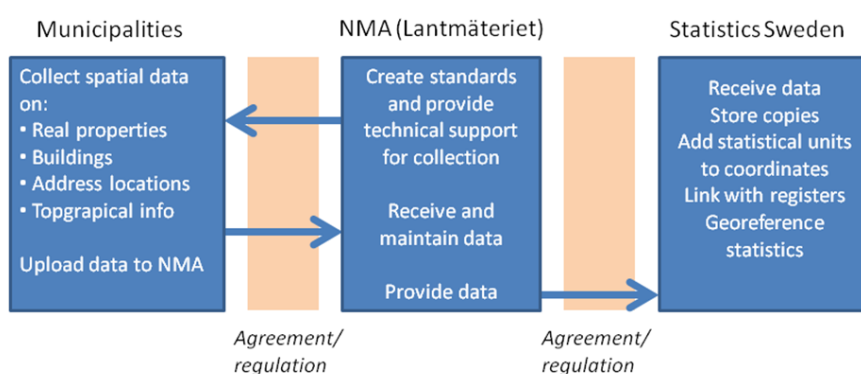 Municipalities
Collect spatial data
on:
• Real properties
• Buildings
• Address locations
• Topgrapical info
Upload data to NMA
NMA (Lantmäteriet)
Create standards
and provide
technical support
for collection
Receive and
maintain data
Provide data
Statistics Sweden
Receive data
Store copies
Add statistical units
to coordinates
Link with registers
Georeference
statistics
Agreement/
regulation
Agreement/
regulation